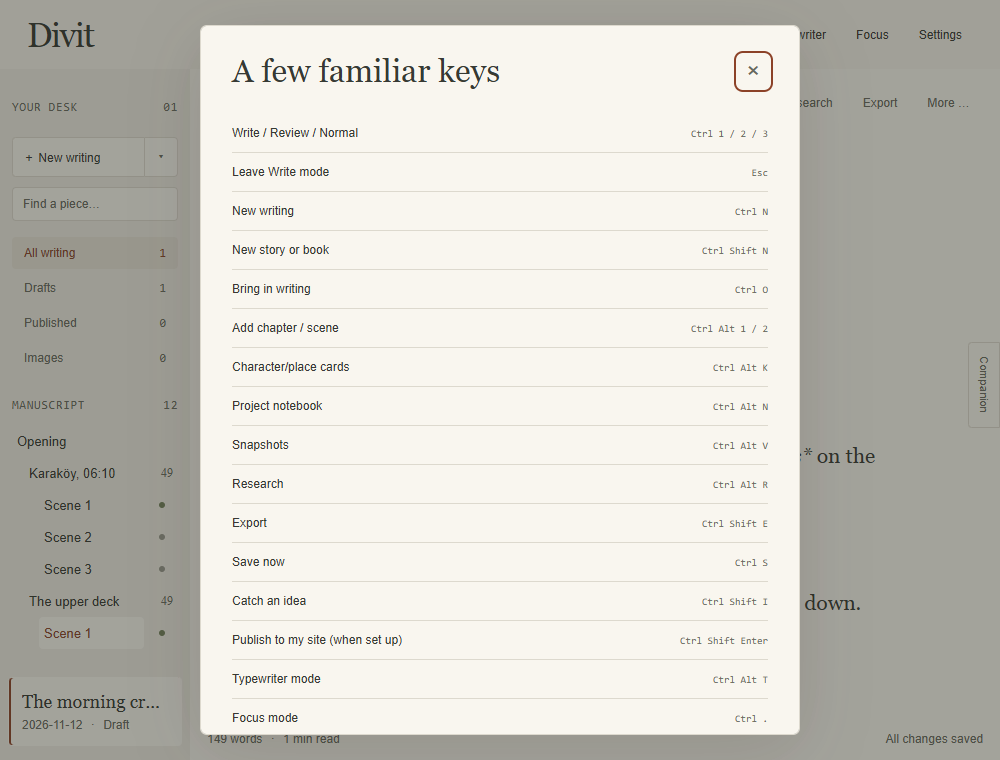 Divit
writer Focus Settings
YOUR DESK 01
+ New writing
Find a piece...
All writing 1
Drafts 1
Published 0
Images 0
MANUSCRIPT 12
Opening
Karaköy, 06:10 49
Scene 1
Scene 2
Scene 3
The upper deck 49
Scene 1
The morning cr...
2026-11-12 · Draft
A few familiar keys
×
Write / Review / Normal Ctrl 1 / 2 / 3
Leave Write mode Esc
New writing Ctrl N
New story or book Ctrl Shift N
Bring in writing Ctrl O
Add chapter / scene Ctrl Alt 1 / 2
Character/place cards Ctrl Alt K
Project notebook Ctrl Alt N
Snapshots Ctrl Alt V
Research Ctrl Alt R
Export Ctrl Shift E
Save now Ctrl S
Catch an idea Ctrl Shift I
Publish to my site (when set up) Ctrl Shift Enter
Typewriter mode Ctrl Alt T
Focus mode Ctrl .
search Export More ...
Companion
* on the
down.
149 words · 1 min read
All changes saved